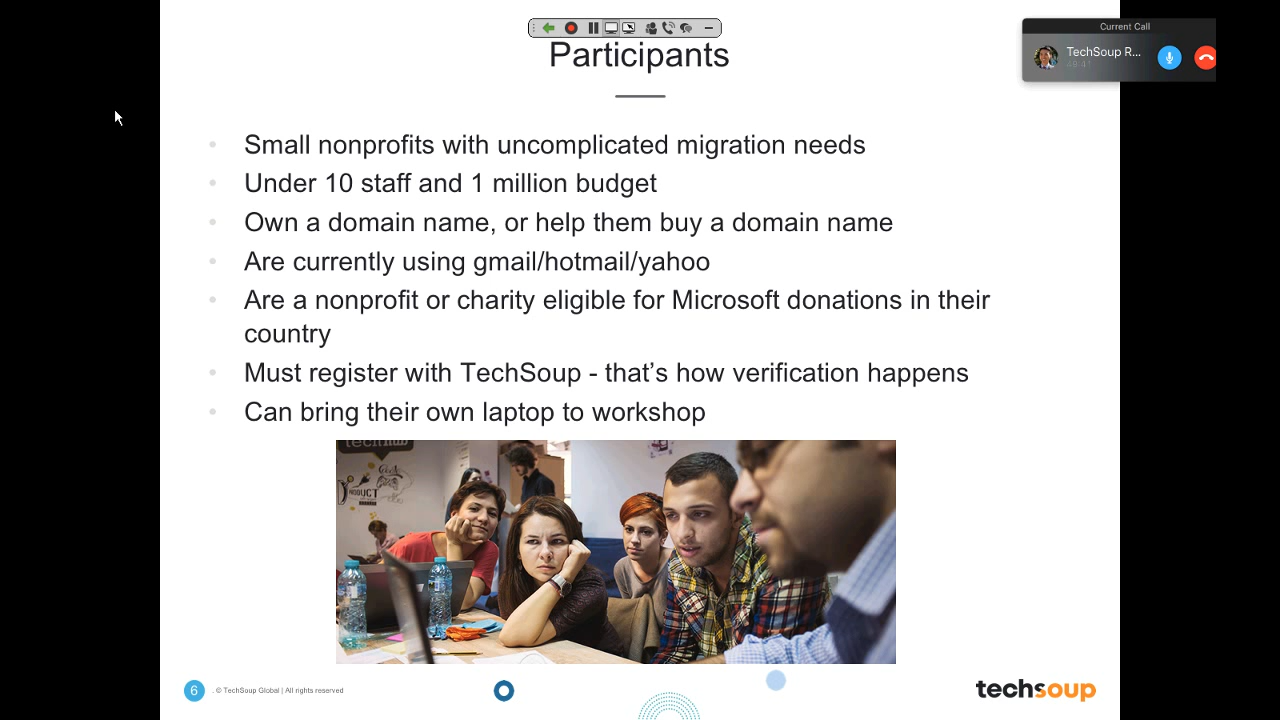 Current Call
TechSoup R...
Participants
Small nonprofits with uncomplicated migration needs
Under 10 staff and 1 million budget
Own a domain name, or help them buy a domain name
Are currently using gmail/hotmail/yahoo
Are a nonprofit or charity eligible for Microsoft donations in their
country
Must register with TechSoup - that’s how verification happens
Can bring their own laptop to workshop
PRODUCT
6
. © TechSoup Global | All rights reserved
techsoup